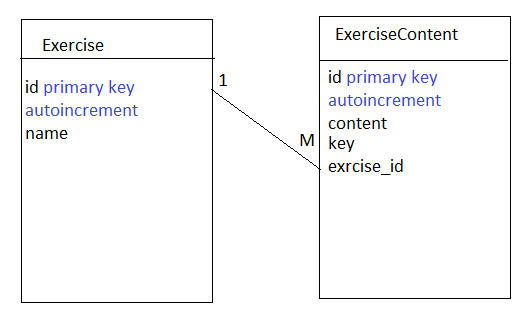 Exercise
id primary key
autoincrement
name
1
M
ExerciseContent
id primary key
autoincrement
content
key
exrcise_id